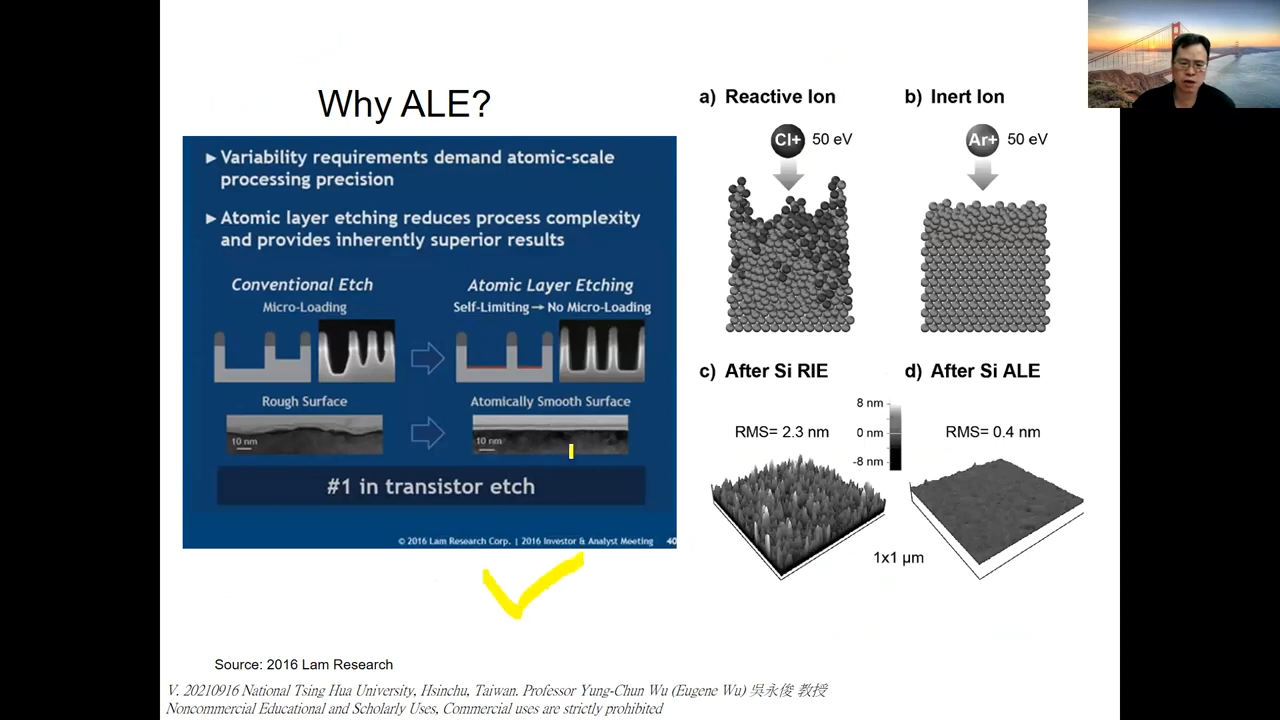 Why ALE?
►Variability requirements demand atomic-scale
processing precision
►Atomic layer etching reduces process complexity
and provides inherently superior results
Conventional Etch
Micro-Loading
Atomic Layer Etching
Self-Limiting → No Micro-Loading
Rough Surface
10 nm
Atomically Smooth Surface
10 nm
#1 in transistor etch
© 2016 Lam Research Corp. | 2016 Investor & Analyst Meeting 40
a) Reactive Ion
Cl+ 50 eV
b) Inert Ion
Ar+ 50 eV
c) After Si RIE
RMS= 2.3 nm
8 nm
0 nm
-8 nm
d) After Si ALE
RMS= 0.4 nm
1x1 µm
Source: 2016 Lam Research
V. 20210916 National Tsing Hua University, Hsinchu, Taiwan. Professor Yung-Chun Wu (Eugene Wu) 吳永俊 教授
Noncommercial Educational and Scholarly Uses, Commercial uses are strictly prohibited